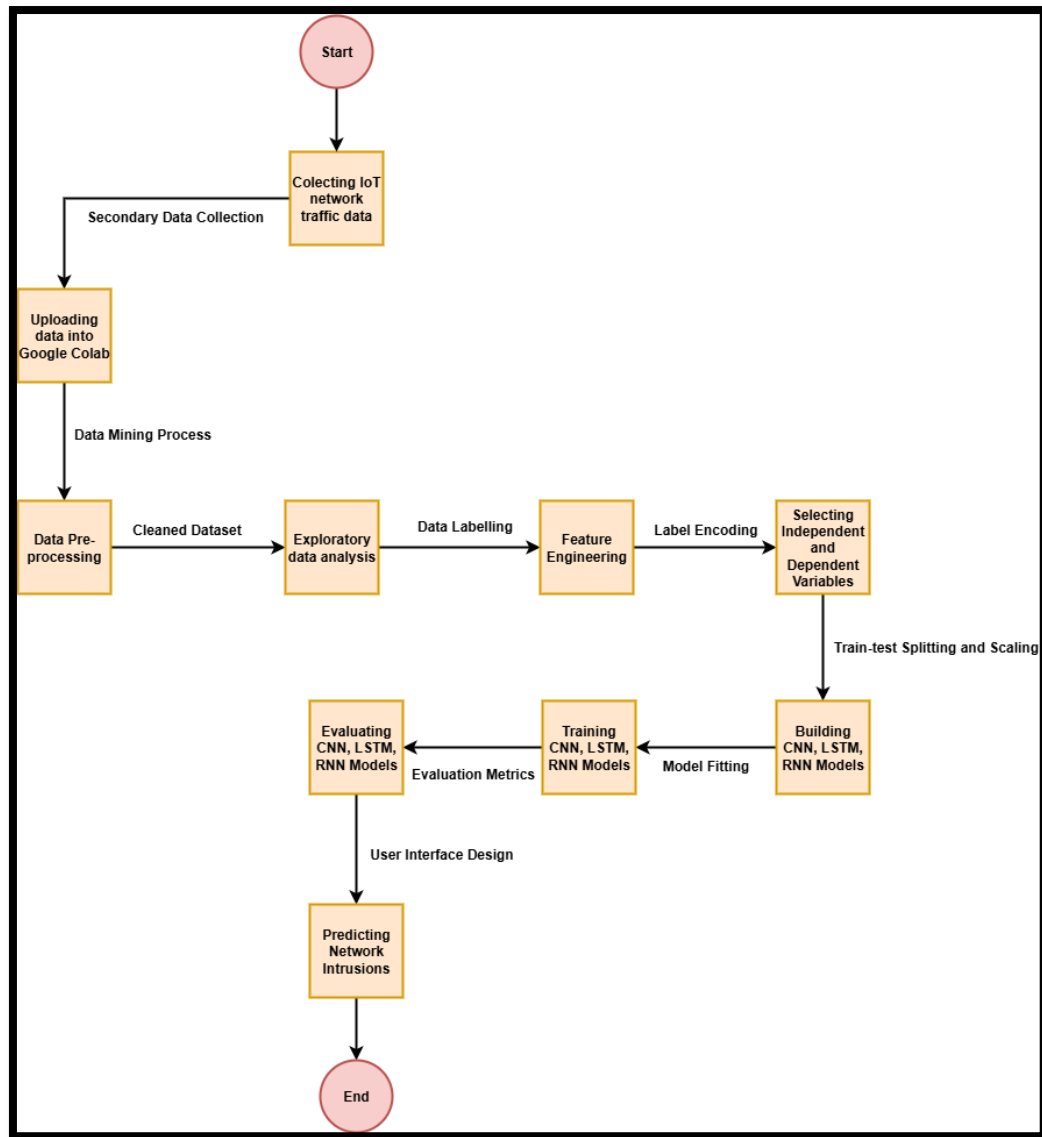 Start
Colecting IoT
network
traffic data
Secondary Data Collection
Uploading
data into
Google Colab
Data Mining Process
Data Pre-
processing
Cleaned Dataset
Exploratory
data analysis
Data Labelling
Feature
Engineering
Label Encoding
Selecting
Independent
and
Dependent
Variables
Train-test Splitting and Scaling
Building
CNN, LSTM,
RNN Models
Model Fitting
Training
CNN, LSTM,
RNN Models
Evaluation Metrics
Evaluating
CNN, LSTM,
RNN Models
User Interface Design
Predicting
Network
Intrusions
End